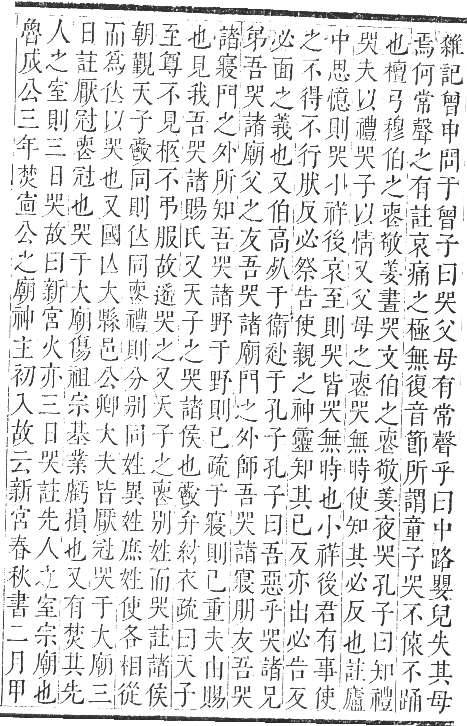 雜記曾申問于曾子曰哭父母有常聲乎曰中路嬰兒失其母
焉何常聲之有註哀痛之極無復音節所謂童子哭不偯不踊
也檀弓穆伯之喪敬姜晝哭文伯之喪敬姜夜哭孔子曰知禮
哭夫以禮哭子以情又父母之喪哭無時使知其必反也註廬
中思憶則哭小祥後哀至則哭皆哭無時也小祥後君有事使
之不得不行狀反必祭告使親之神靈知其已反亦出必告反
必面之義也又伯高死于衞赴于孔子孔子曰吾惡乎哭諸兄
弟吾哭諸廟父之友吾哭諸廟門之外師吾哭諸寢朋友吾哭
諸寢門之外所知吾哭諸野于野則已疏于寢則已重夫由賜
也見我吾哭諸賜氏又天子之哭諸侯也爵弁紂衣疏曰天子
至尊不見柩不弔服故遙哭之又天子之喪別姓而哭註諸侯
朝覲天子爵同則位同喪禮則分別同姓異姓庶姓使各相從
而爲位以哭也又國亡大縣邑公卿大夫皆厭冠哭于大廟三
日註厭冠喪冠也哭于大廟傷祖宗基業虧損也又有焚其先
人之室則三日哭故曰新宮火亦三日哭註先人之室宗廟也
魯成公三年焚宣公之廟神主初入故云新宮春秋書二月甲